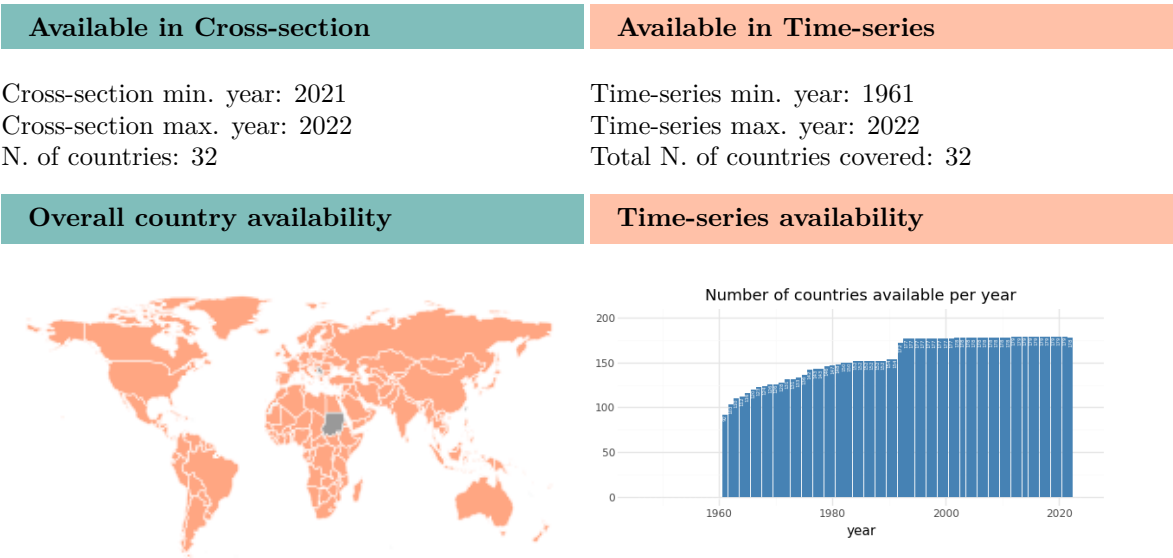 Available in Cross-section
Available in Time-series
Cross-section min. year: 2021
Cross-section max. year: 2022
N. of countries: 32
Time-series min. year: 1961
Time-series max. year: 2022
Total N. of countries covered: 32
Overall country availability
Time-series availability
Number of countries available per year
200
150
100
50
0
1960
1980
2000
2020
year